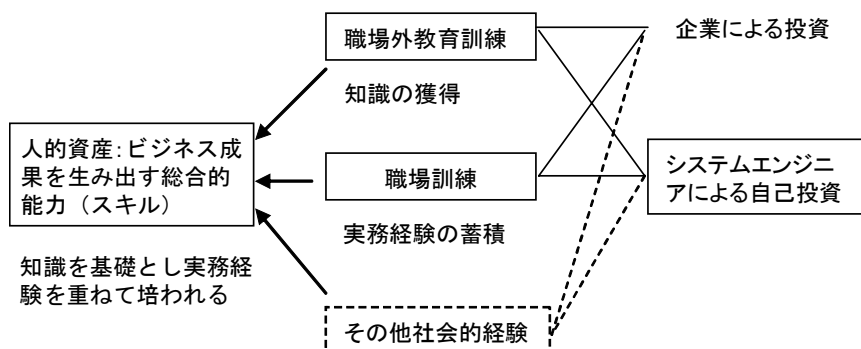 職場外教育訓練
企業による投資
知識の獲得
人的資産：ビジネス成
果を生み出す総合的
能力（スキル）
職場訓練
システムエンジニ
アによる自己投資
実務経験の蓄積
知識を基礎とし実務経
験を重ねて培われる
その他社会的経験